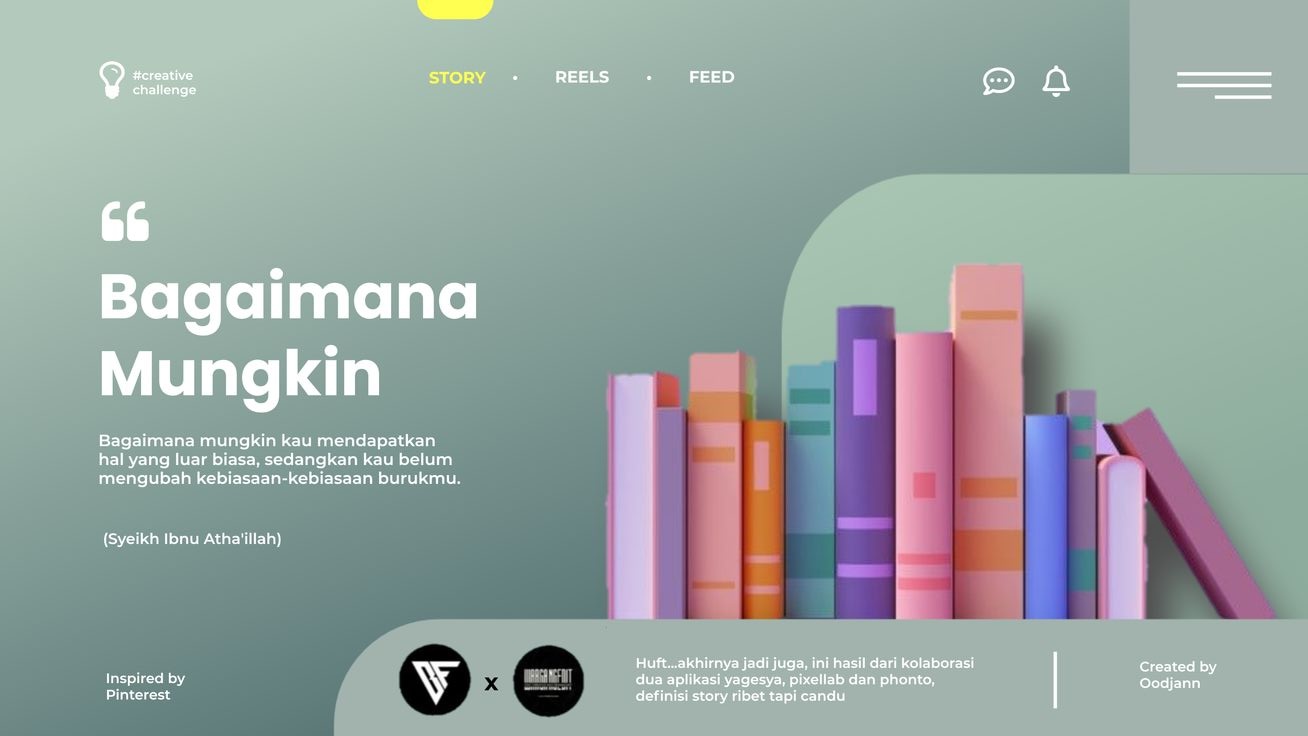 #creative
challenge
STORY • REELS • FEED
“
Bagaimana
Mungkin
Bagaimana mungkin kau mendapatkan
hal yang luar biasa, sedangkan kau belum
mengubah kebiasaan-kebiasaan burukmu.
(Syeikh Ibnu Atha'illah)
Inspired by
Pinterest
x
Huft...akhirnya jadi juga, ini hasil dari kolaborasi
dua aplikasi yagesya, pixellab dan phonto,
definisi story ribet tapi candu
Created by
Oodjann